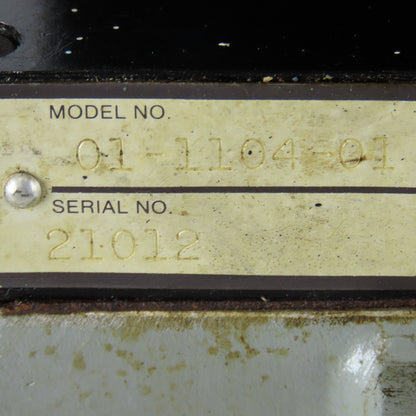 MODEL NO.
01-1104-01
SERIAL NO.
21012